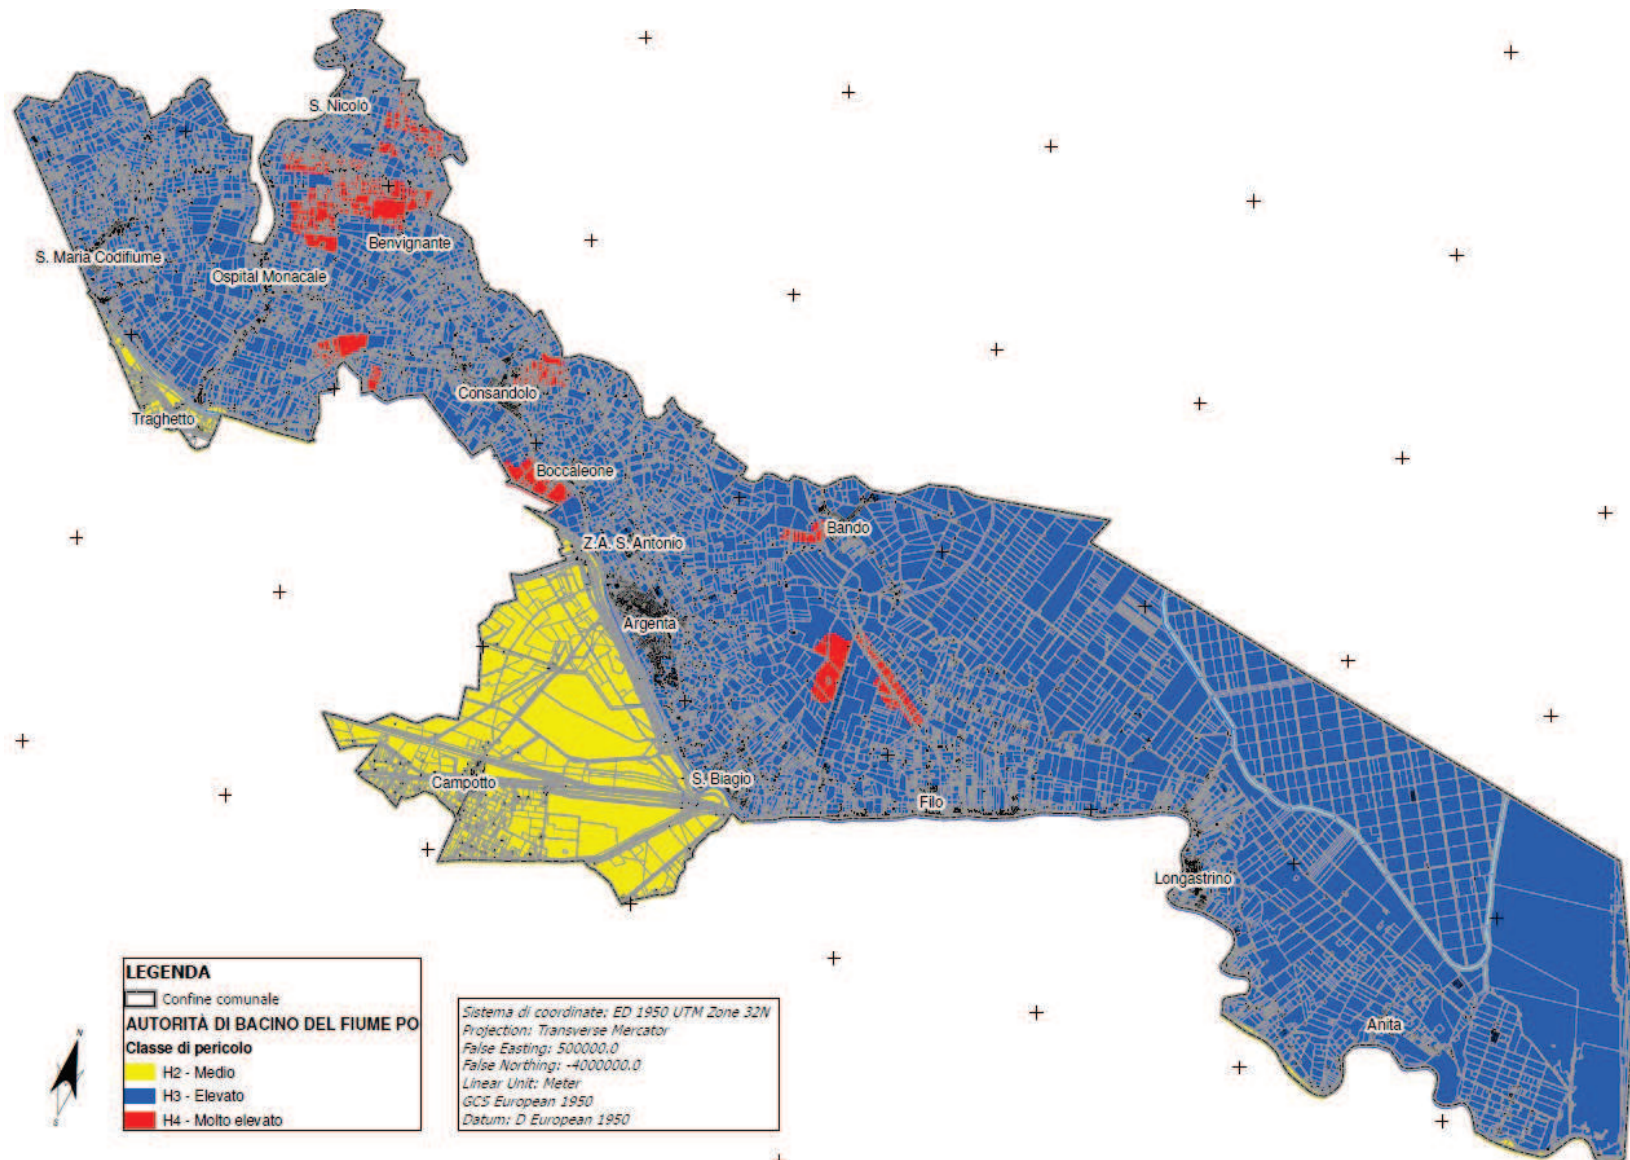 S. Nicolò
S. Maria Codifiume
Benvignante
Ospital Monacale
Consandolo
Traghetto
Boccaleone
Bando
Z.A. S. Antonio
Argenta
S. Biagio
Campotto
Filo
Longastrino
Anita
LEGENDA
Confine comunale
AUTORITÀ DI BACINO DEL FIUME PO
Classe di pericolo
H2 - Medio
H3 - Elevato
H4 - Molto elevato
N
S
Sistema di coordinate: ED 1950 UTM Zone 32N
Projection: Transverse Mercator
False Easting: 500000.0
False Northing: -4000000.0
Linear Unit: Meter
GCS European 1950
Datum: D European 1950